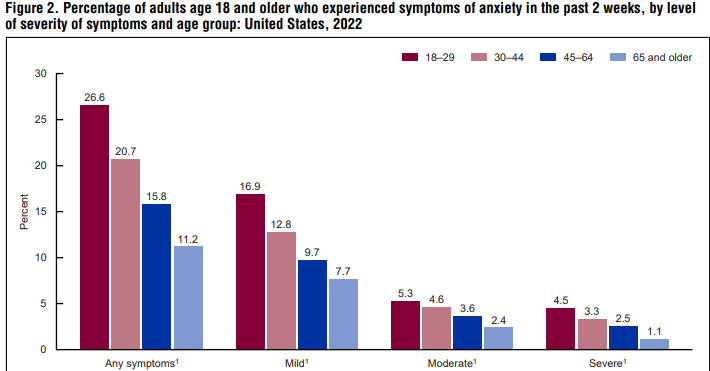 Figure 2. Percentage of adults age 18 and older who experienced symptoms of anxiety in the past 2 weeks, by level
of severity of symptoms and age group: United States, 2022
18–29 30–44 45–64 65 and older
Percent
30
25
20
15
10
5
0
26.6 20.7 15.8 11.2
16.9 12.8 9.7 7.7
5.3 4.6 3.6 2.4
4.5 3.3 2.5 1.1
Any symptoms¹ Mild¹ Moderate¹ Severe¹